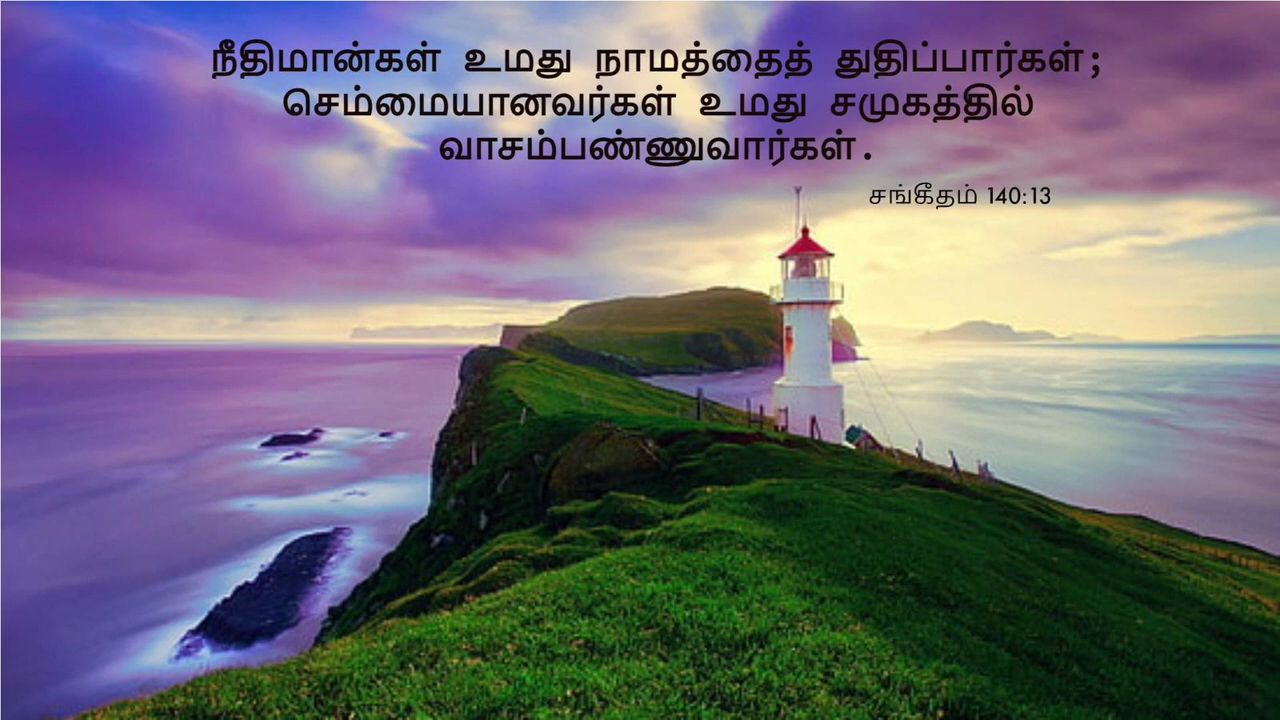 நீதிமான்கள் உமது நாமத்தைத் துதிப்பார்கள்;
செம்மையானவர்கள் உமது சமுகத்தில்
வாசம்பண்ணுவார்கள்.
சங்கீதம் 140:13